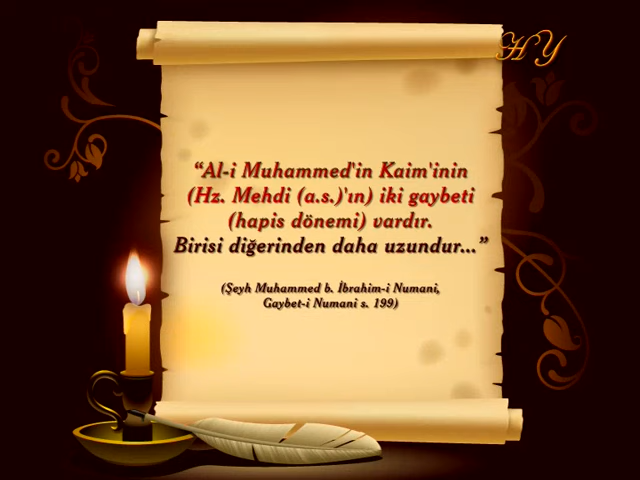 HY
“Al-i Muhammed'in Kaim'inin
(Hz. Mehdi (a.s.)'ın) iki gaybeti
(hapis dönemi) vardır.
Birisi diğerinden daha uzundur...”
(Şeyh Muhammed b. İbrahim-i Numani,
Gaybet-i Numani s. 199)